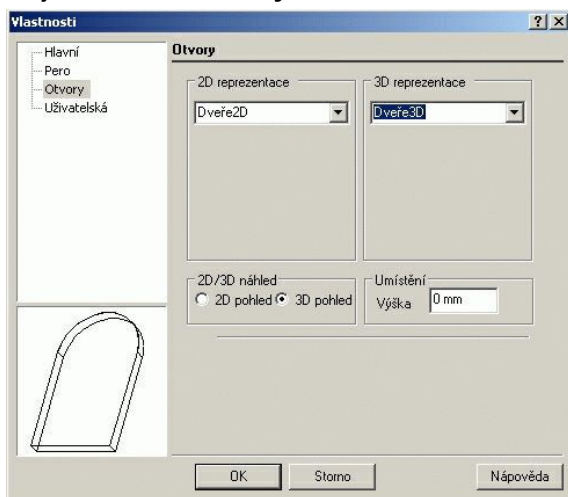 Vlastnosti
Hlavní
Pero
Otvory
Uživatelská
Otvory
2D reprezentace
Dveře2D
3D reprezentace
Dveře3D
2D/3D náhled
2D pohled 3D pohled
Umístění
Výška 0 mm
OK Storno Nápověda